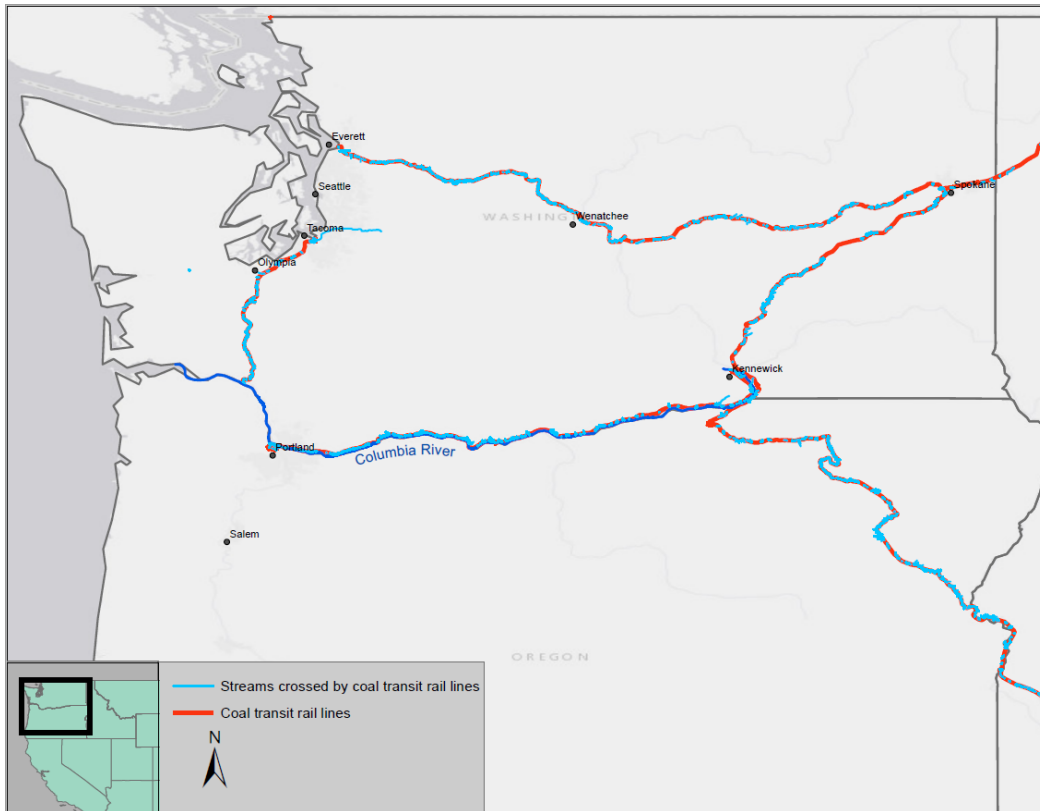 Everett
Seattle
Spokane
WASHINGTON
Wenatchee
Tacoma
Olympia
Kennewick
Portland
Columbia River
Salem
OREGON
Streams crossed by coal transit rail lines
Coal transit rail lines
N